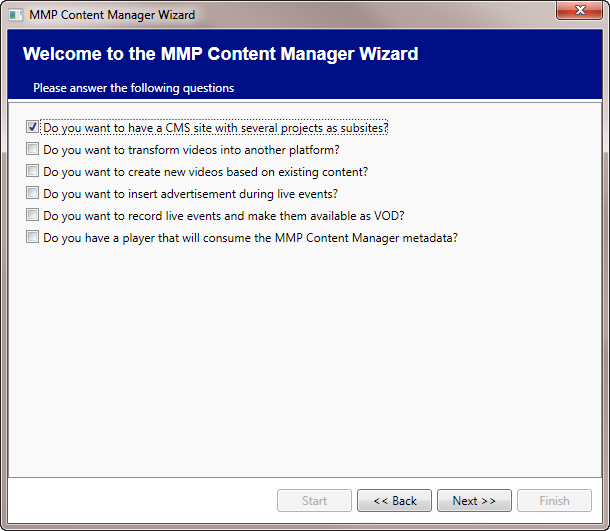 MMP Content Manager Wizard
Welcome to the MMP Content Manager Wizard
Please answer the following questions
Do you want to have a CMS site with several projects as subsites?
Do you want to transform videos into another platform?
Do you want to create new videos based on existing content?
Do you want to insert advertisement during live events?
Do you want to record live events and make them available as VOD?
Do you have a player that will consume the MMP Content Manager metadata?
Start << Back Next >> Finish